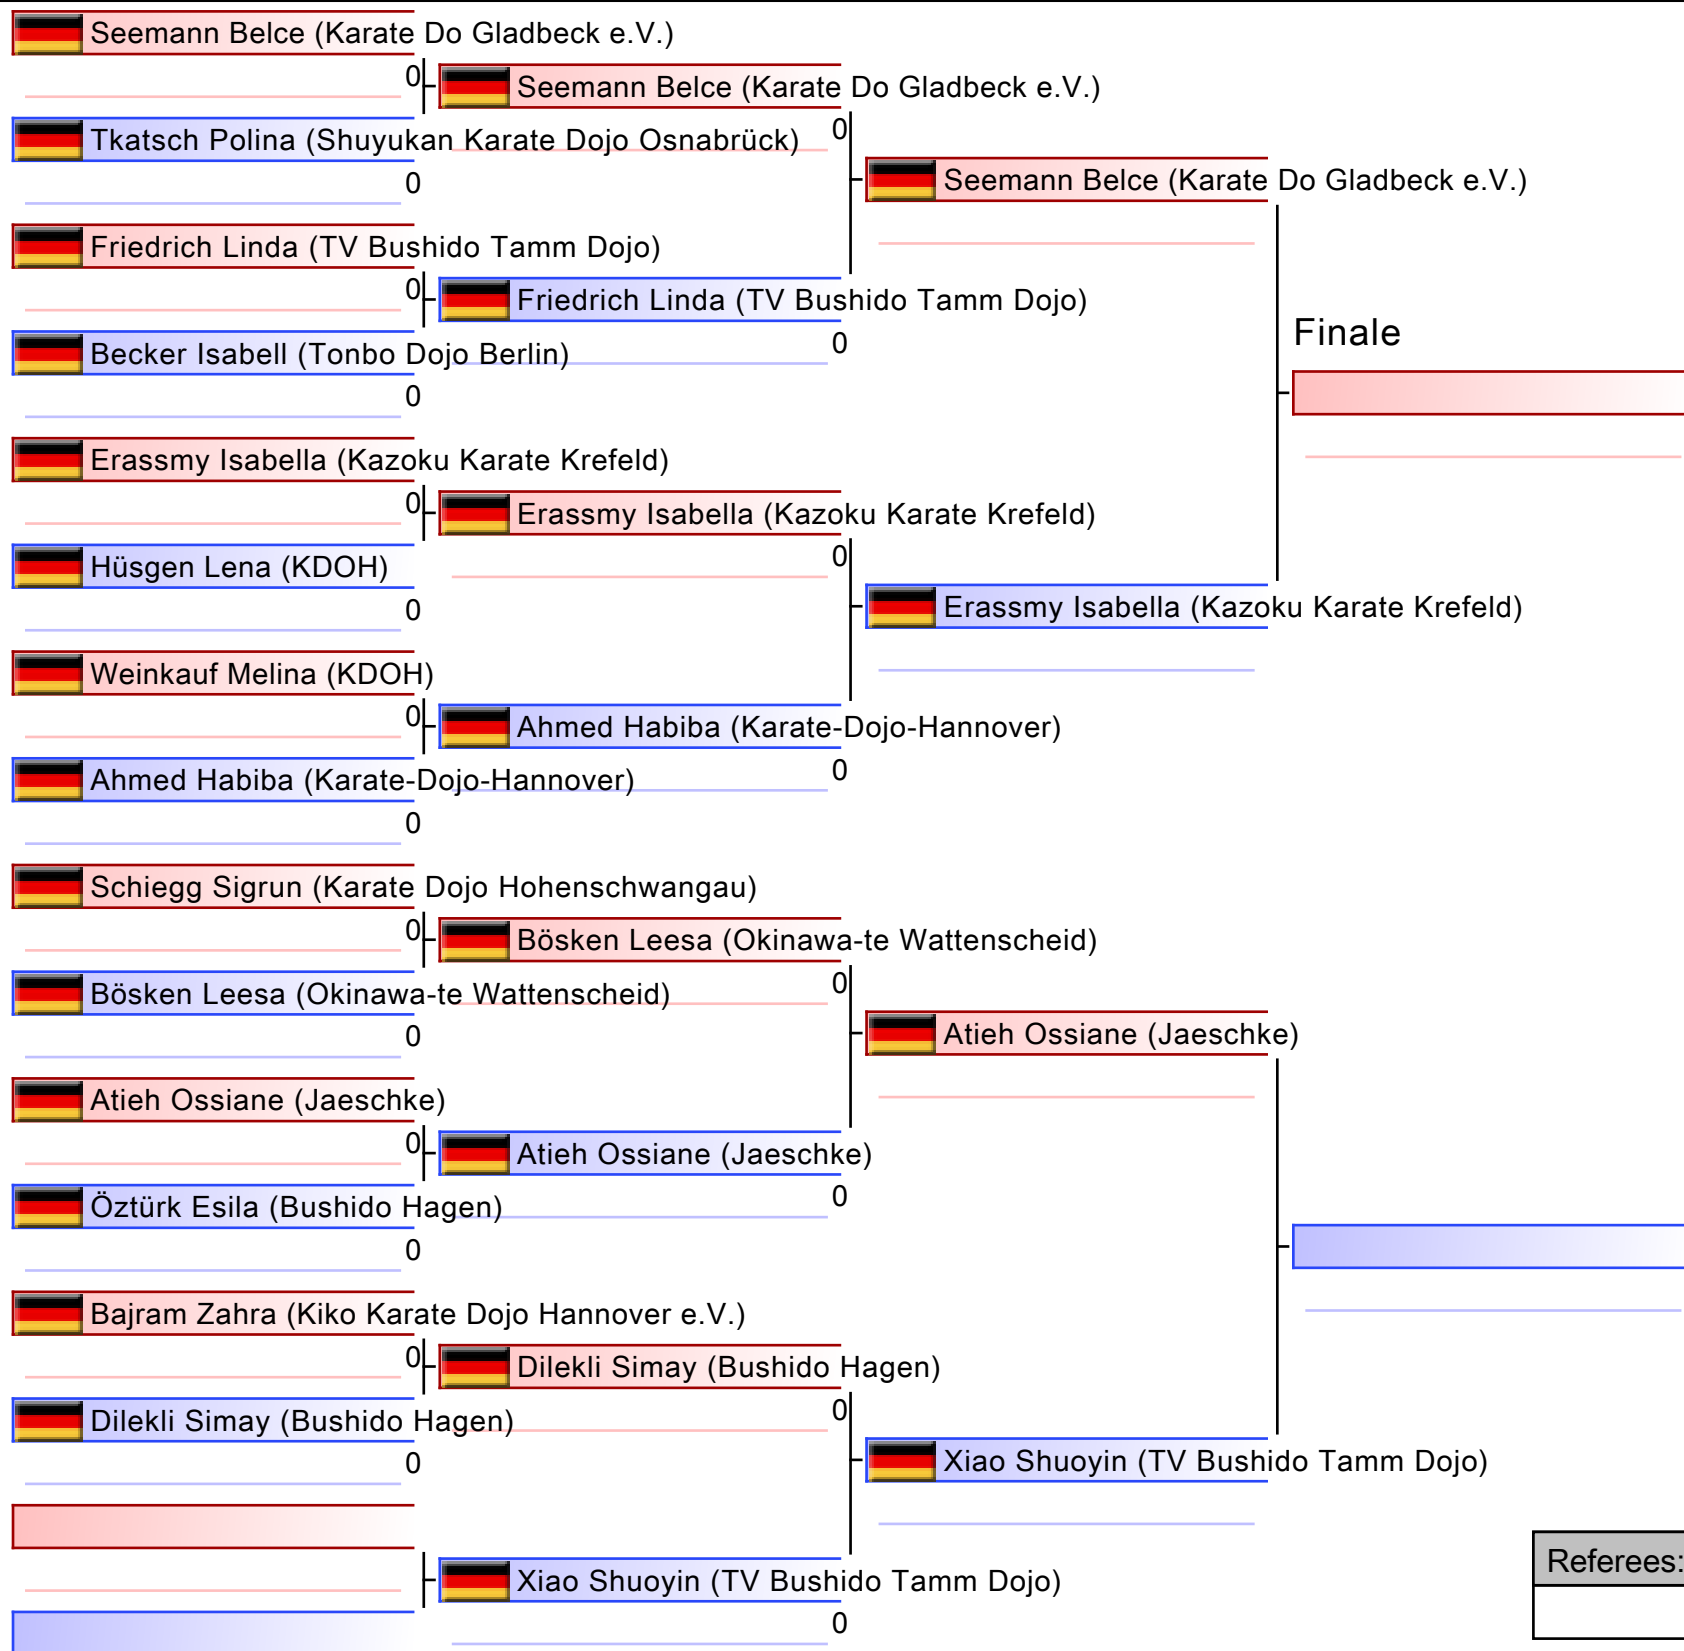 Seemann Belce (Karate Do Gladbeck e.V.)
0
Seemann Belce (Karate Do Gladbeck e.V.)
Tkatsch Polina (Shuyukan Karate Dojo Osnabrück)
0
0
Seemann Belce (Karate Do Gladbeck e.V.)
Friedrich Linda (TV Bushido Tamm Dojo)
0
Friedrich Linda (TV Bushido Tamm Dojo)
Becker Isabell (Tonbo Dojo Berlin)
0
0
Finale
Erassmy Isabella (Kazoku Karate Krefeld)
0
Erassmy Isabella (Kazoku Karate Krefeld)
Hüsgen Lena (KDOH)
0
0
Erassmy Isabella (Kazoku Karate Krefeld)
Weinkauf Melina (KDOH)
0
Ahmed Habiba (Karate-Dojo-Hannover)
Ahmed Habiba (Karate-Dojo-Hannover)
0
0
Schiegg Sigrun (Karate Dojo Hohenschwangau)
0
Bösken Leesa (Okinawa-te Wattenscheid)
Bösken Leesa (Okinawa-te Wattenscheid)
0
0
Atieh Ossiane (Jaeschke)
Atieh Ossiane (Jaeschke)
0
Atieh Ossiane (Jaeschke)
Öztürk Esila (Bushido Hagen)
0
0
Bajram Zahra (Kiko Karate Dojo Hannover e.V.)
0
Dilekli Simay (Bushido Hagen)
Dilekli Simay (Bushido Hagen)
0
0
Xiao Shuoyin (TV Bushido Tamm Dojo)
Xiao Shuoyin (TV Bushido Tamm Dojo)
0
Referees: